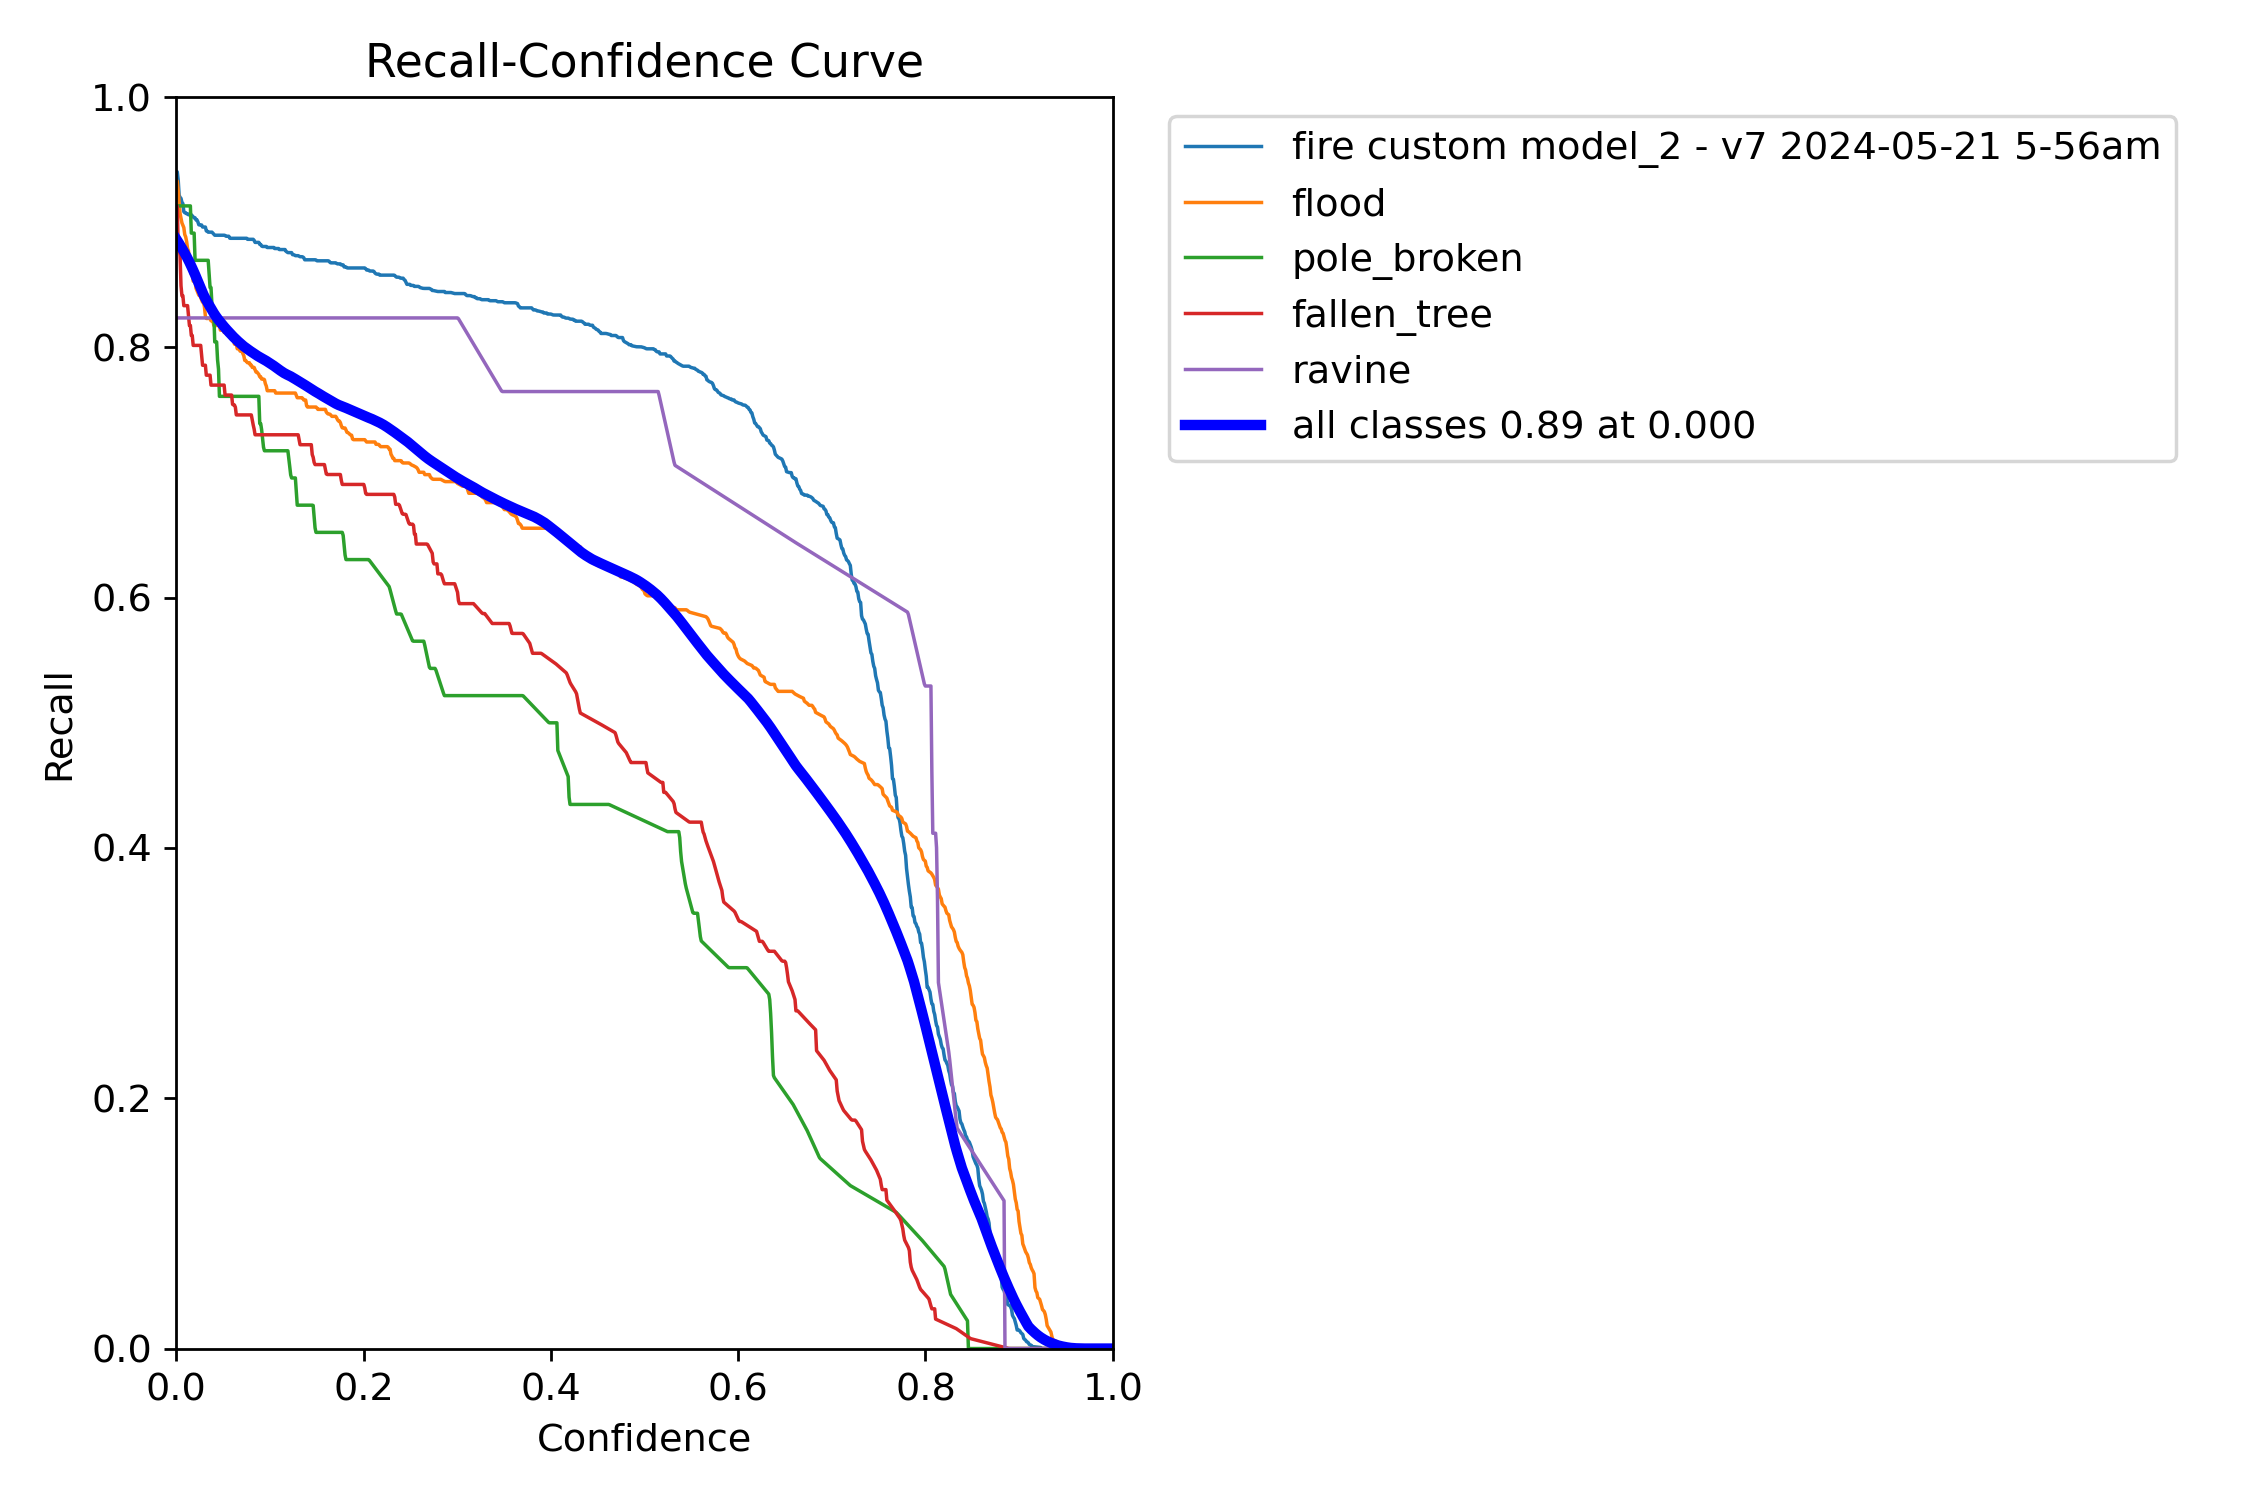 Recall-Confidence Curve
1.0
0.8
0.6
0.4
0.2
0.0
Recall
0.0 0.2 0.4 0.6 0.8 1.0
Confidence
fire custom model_2 - v7 2024-05-21 5-56am
flood
pole_broken
fallen_tree
ravine
all classes 0.89 at 0.000